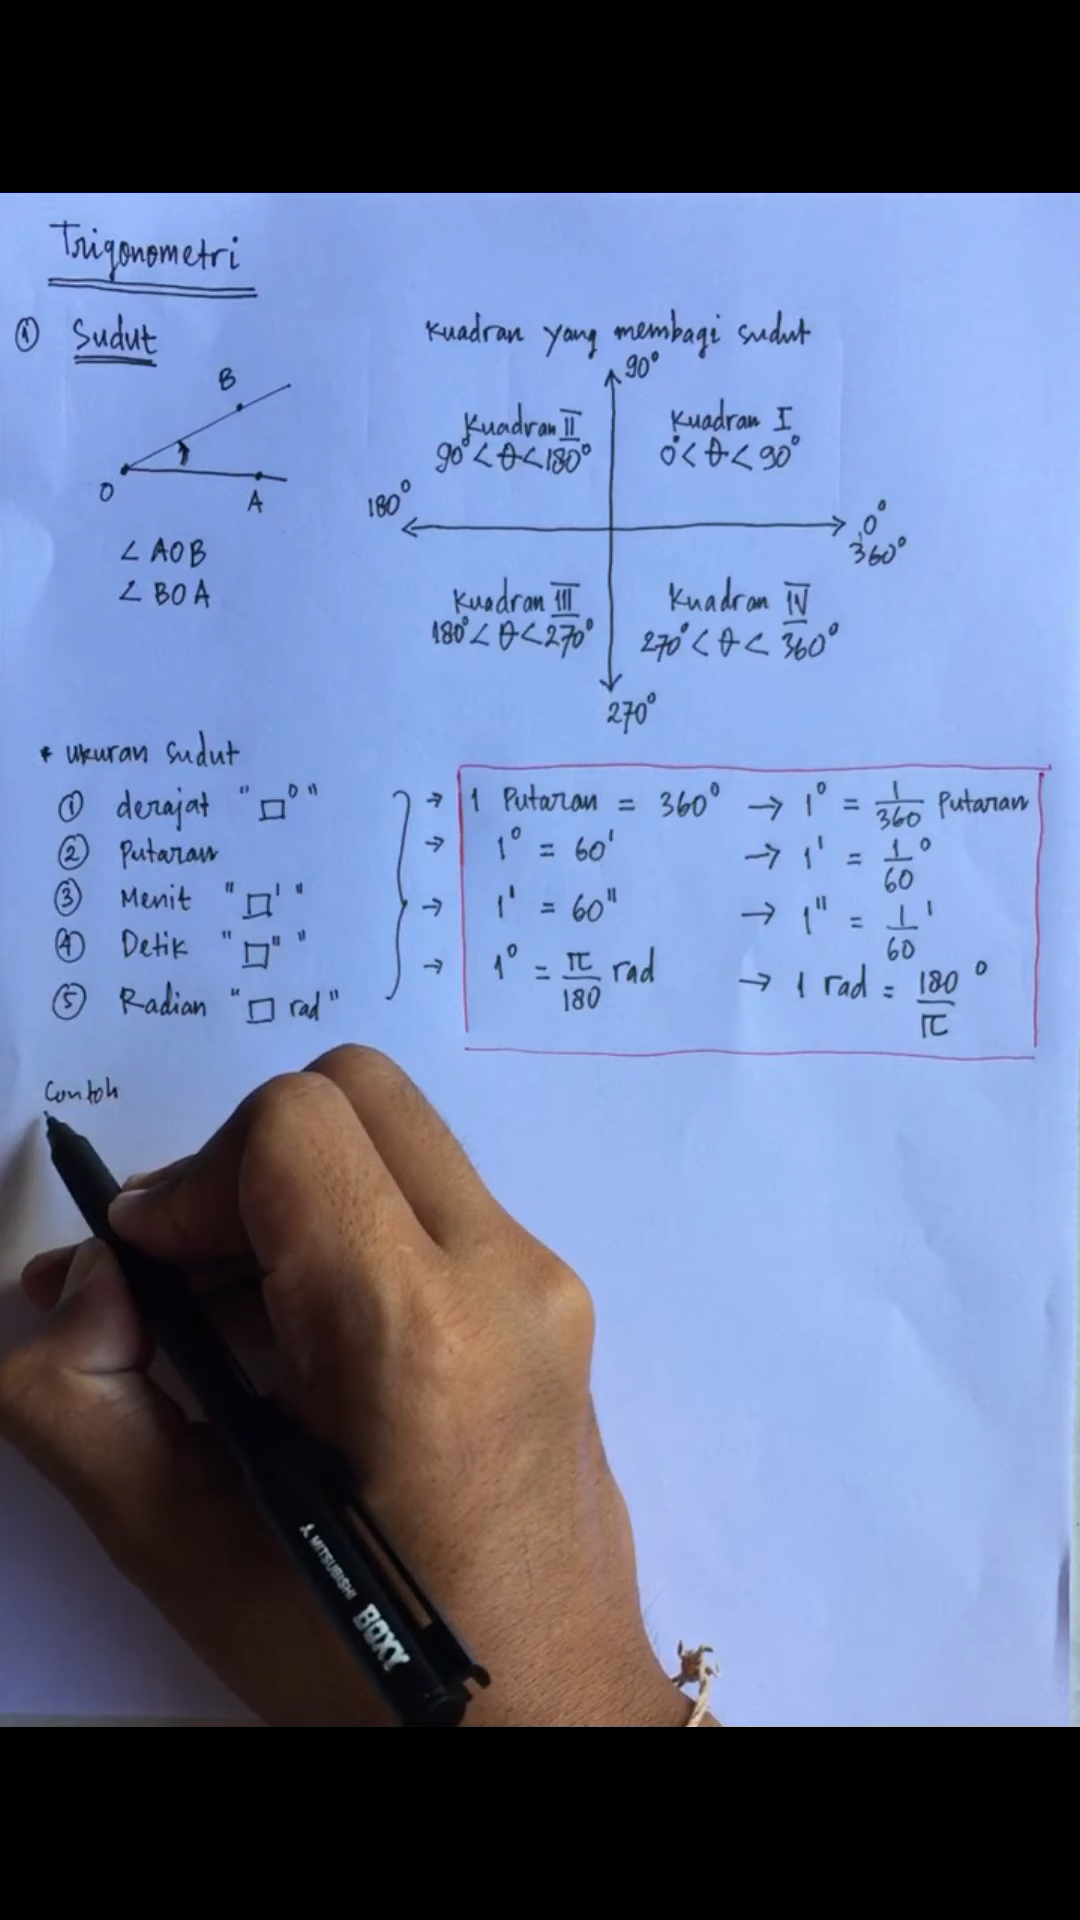 Trigonometri
① Sudut
B
O
A
∠ AOB
∠ BOA
Kuadran yang membagi sudut
90°
Kuadran II
90° < θ < 180°
Kuadran I
0° < θ < 90°
180°
0°
360°
Kuadran III
180° < θ < 270°
Kuadran IV
270° < θ < 360°
270°
* ukuran sudut
① derajat "□°"
② Putaran
③ Menit "□'"
④ Detik "□""
⑤ Radian "□ rad"
→ 1 Putaran = 360° → 1° = 1/360 Putaran
→ 1° = 60' → 1' = 1/60°
→ 1' = 60" → 1" = 1/60'
→ 1° = π/180 rad → 1 rad = 180/π °
Contoh
MITSUBISHI
BOXY